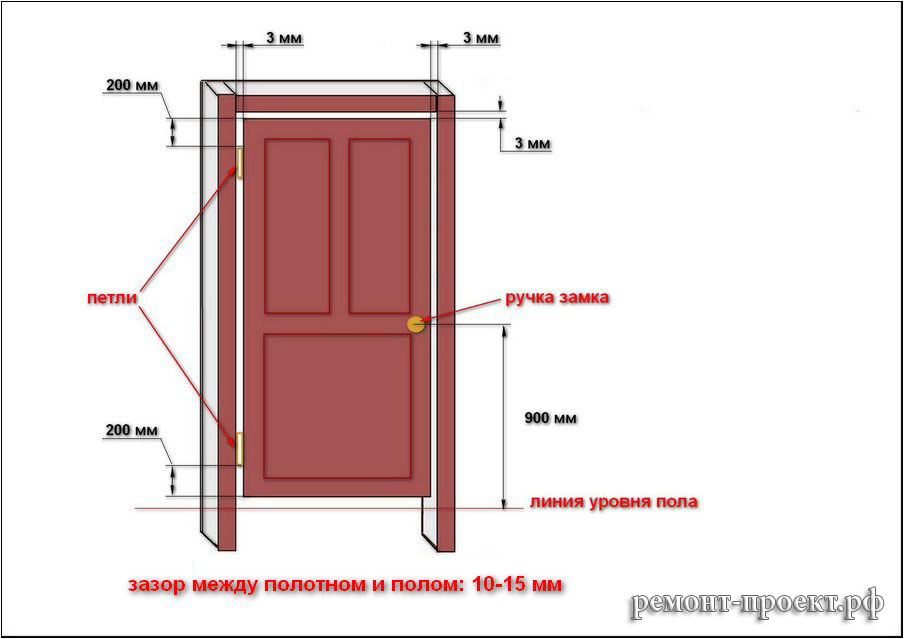 3 мм
3 мм
200 мм
3 мм
петли
ручка замка
900 мм
200 мм
линия уровня пола
зазор между полотном и полом: 10-15 мм
ремонт-проект.рф